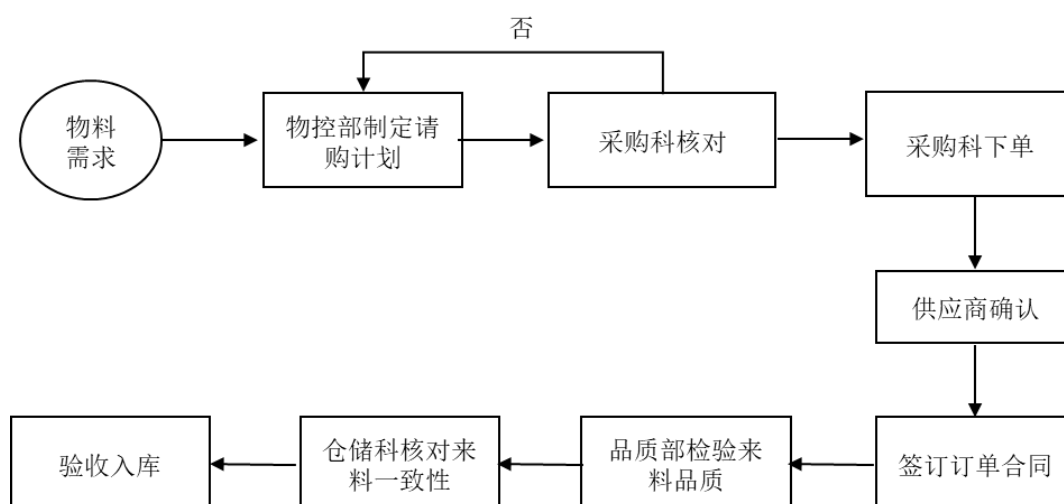 否
物料
需求
物控部制定请
购计划
采购科核对
采购科下单
供应商确认
签订订单合同
品质部检验来
料品质
仓储科核对来
料一致性
验收入库